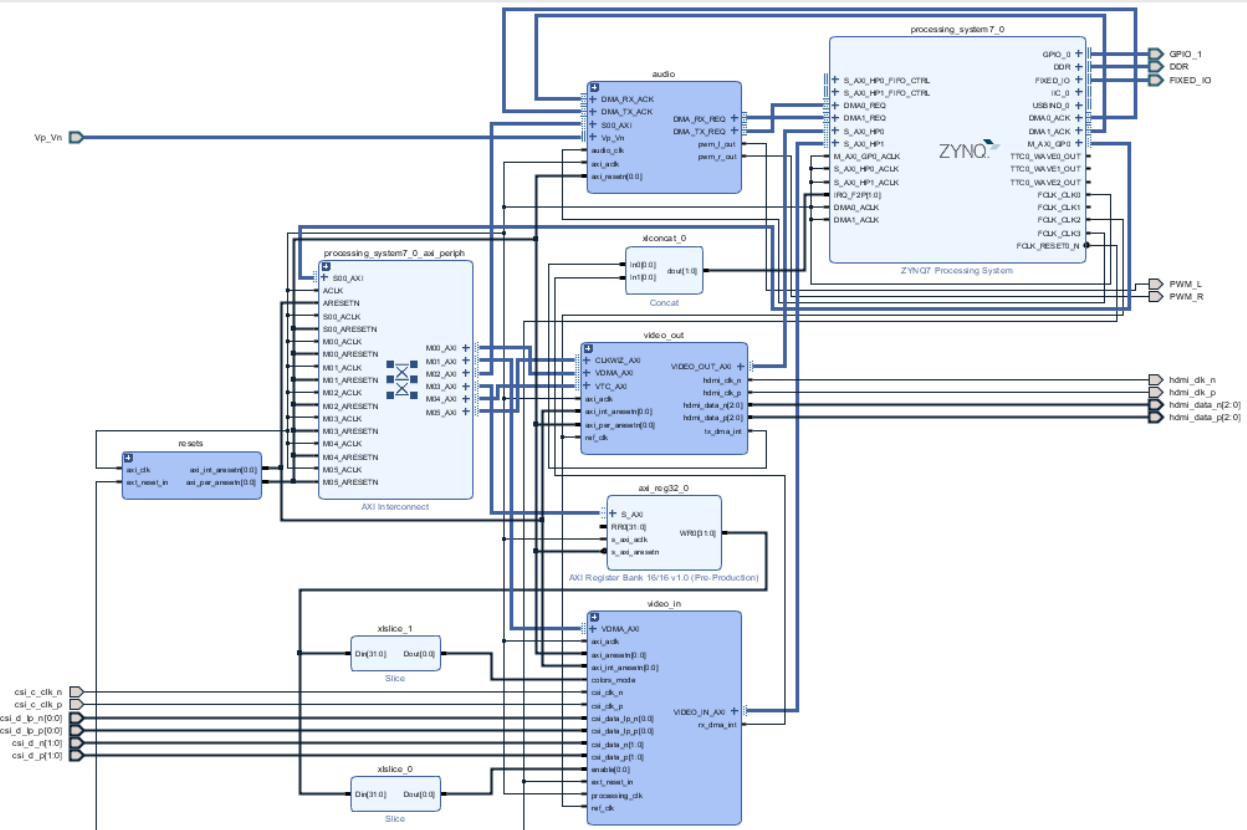 processing_system7_0
GPIO_0
DDR
FIXED_IO
IIC_0
USBIND_0
DMA0_ACK
DMA1_ACK
M_AXI_GP0
TTC0_WAVE0_OUT
TTC0_WAVE1_OUT
TTC0_WAVE2_OUT
FCLK_CLK0
FCLK_CLK1
FCLK_CLK2
FCLK_CLK3
FCLK_RESET0_N
S_AXI_HP0_FIFO_CTRL
S_AXI_HP1_FIFO_CTRL
DMA0_REQ
DMA1_REQ
S_AXI_HP0
S_AXI_HP1
M_AXI_GP0_ACLK
S_AXI_HP0_ACLK
S_AXI_HP1_ACLK
IRQ_F2P[1:0]
DMA0_ACLK
DMA1_ACLK
ZYNQ
ZYNQ7 Processing System
GPIO_1
DDR
FIXED_IO
audio
DMA_RX_ACK
DMA_TX_ACK
S00_AXI
Vp_Vn
audio_clk
axi_aclk
axi_resetn[0:0]
DMA_RX_REQ
DMA_TX_REQ
pwm_l_out
pwm_r_out
Vp_Vn
xlconcat_0
In0[0:0]
In1[0:0]
dout[1:0]
Concat
PWM_L
PWM_R
processing_system7_0_axi_periph
S00_AXI
ACLK
ARESETN
S00_ACLK
S00_ARESETN
M00_ACLK
M00_ARESETN
M01_ACLK
M01_ARESETN
M02_ACLK
M02_ARESETN
M03_ACLK
M03_ARESETN
M04_ACLK
M04_ARESETN
M05_ACLK
M05_ARESETN
M00_AXI
M01_AXI
M02_AXI
M03_AXI
M04_AXI
M05_AXI
AXI Interconnect
video_out
CLKWIZ_AXI
VDMA_AXI
VTC_AXI
axi_aclk
axi_int_aresetn[0:0]
axi_per_aresetn[0:0]
ref_clk
VIDEO_OUT_AXI
hdmi_clk_n
hdmi_clk_p
hdmi_data_n[2:0]
hdmi_data_p[2:0]
tx_dma_int
hdmi_clk_n
hdmi_clk_p
hdmi_data_n[2:0]
hdmi_data_p[2:0]
resets
axi_clk
ext_reset_in
axi_int_aresetn[0:0]
axi_per_aresetn[0:0]
axi_reg32_0
S_AXI
RR0[31:0]
s_axi_aclk
s_axi_aresetn
WR0[31:0]
AXI Register Bank 16/16 v1.0 (Pre-Production)
xlslice_1
Din[31:0]
Dout[0:0]
Slice
video_in
VDMA_AXI
axi_aclk
axi_aresetn[0:0]
axi_int_aresetn[0:0]
colors_mode
csi_clk_n
csi_clk_p
csi_data_lp_n[0:0]
csi_data_lp_p[0:0]
csi_data_n[1:0]
csi_data_p[1:0]
enable[0:0]
ext_reset_in
processing_clk
ref_clk
VIDEO_IN_AXI
rx_dma_int
csi_c_clk_n
csi_c_clk_p
csi_d_lp_n[0:0]
csi_d_lp_p[0:0]
csi_d_n[1:0]
csi_d_p[1:0]
xlslice_0
Din[31:0]
Dout[0:0]
Slice